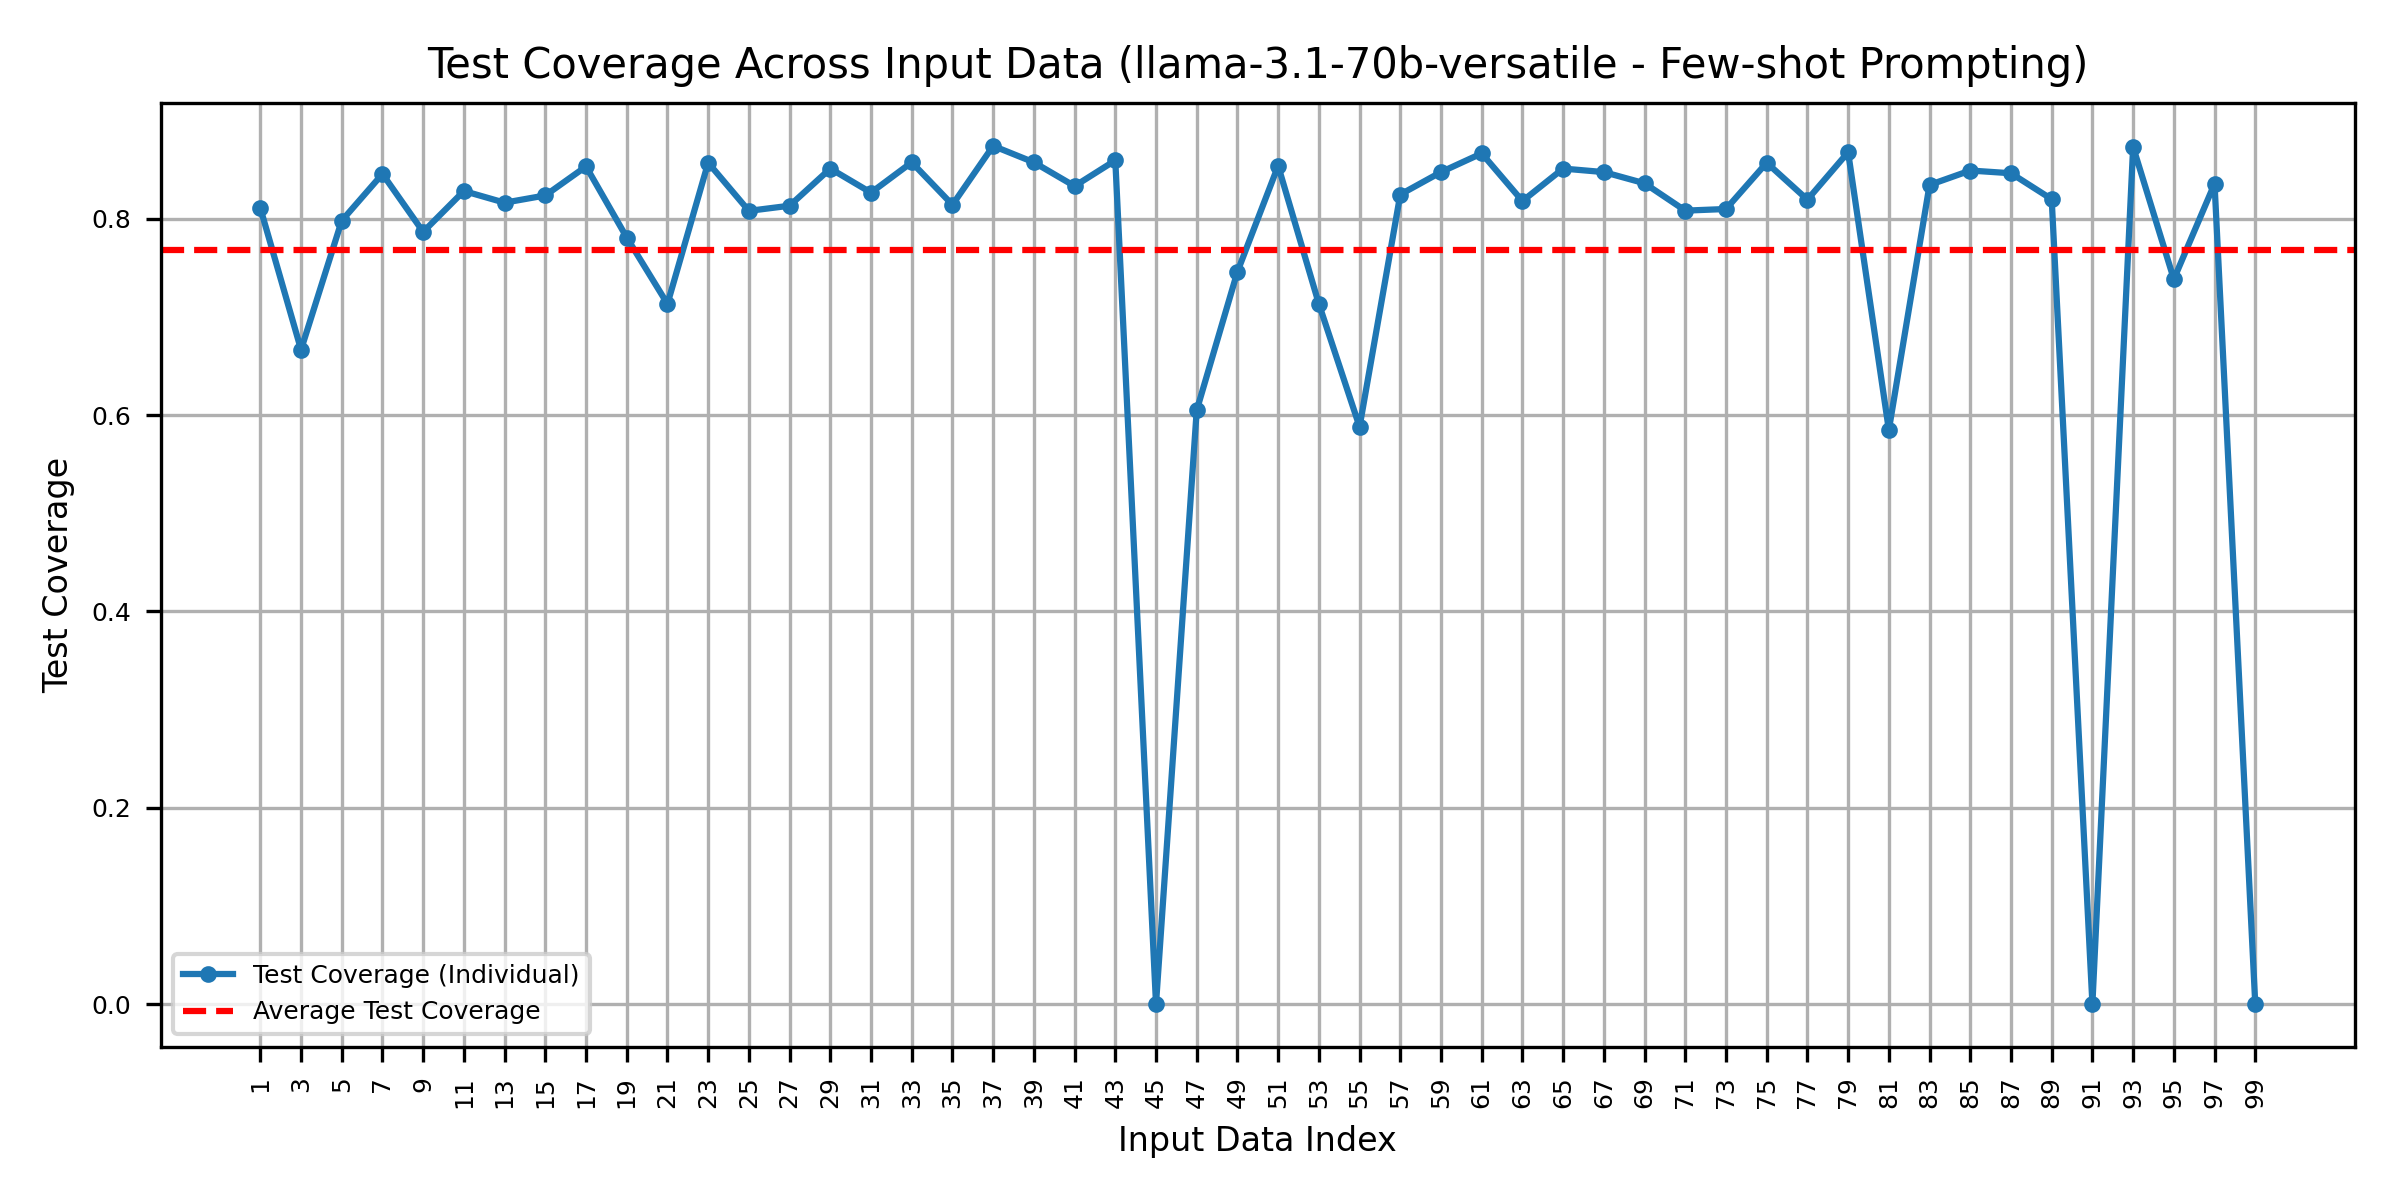 Test Coverage Across Input Data (llama-3.1-70b-versatile - Few-shot Prompting)
Test Coverage
0.8
0.6
0.4
0.2
0.0
Test Coverage (Individual)
Average Test Coverage
1 3 5 7 9 11 13 15 17 19 21 23 25 27 29 31 33 35 37 39 41 43 45 47 49 51 53 55 57 59 61 63 65 67 69 71 73 75 77 79 81 83 85 87 89 91 93 95 97 99
Input Data Index